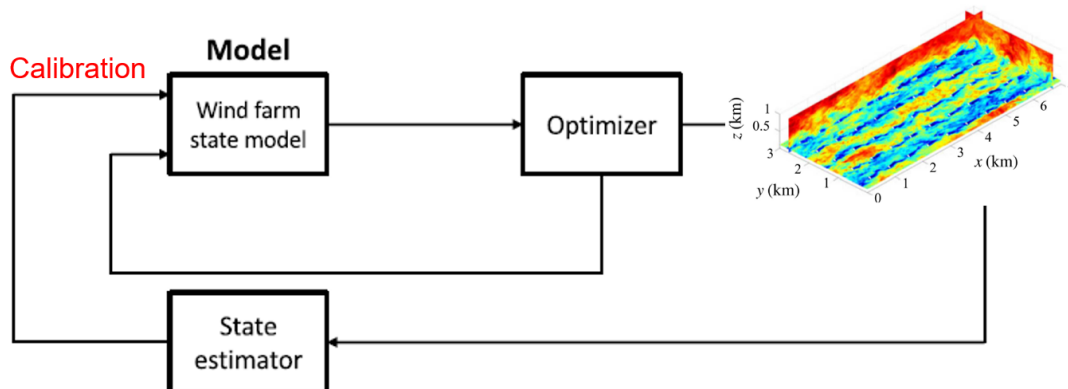 Model
Calibration
Wind farm
state model
Optimizer
State
estimator
z (km)
1
0.5
3
2
1
y (km)
0
1
2
3
4
5
6
x (km)